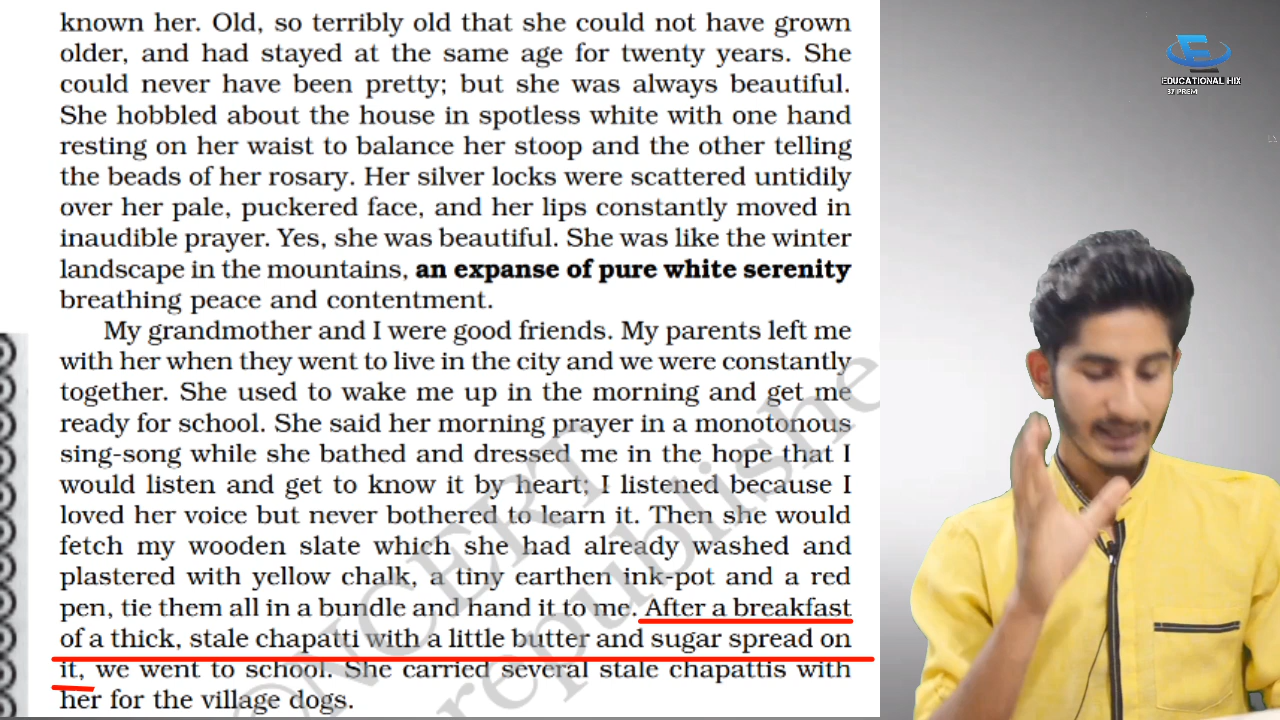 known her. Old, so terribly old that she could not have grown
older, and had stayed at the same age for twenty years. She
could never have been pretty; but she was always beautiful.
She hobbled about the house in spotless white with one hand
resting on her waist to balance her stoop and the other telling
the beads of her rosary. Her silver locks were scattered untidily
over her pale, puckered face, and her lips constantly moved in
inaudible prayer. Yes, she was beautiful. She was like the winter
landscape in the mountains, an expanse of pure white serenity
breathing peace and contentment.
My grandmother and I were good friends. My parents left me
with her when they went to live in the city and we were constantly
together. She used to wake me up in the morning and get me
ready for school. She said her morning prayer in a monotonous
sing-song while she bathed and dressed me in the hope that I
would listen and get to know it by heart; I listened because I
loved her voice but never bothered to learn it. Then she would
fetch my wooden slate which she had already washed and
plastered with yellow chalk, a tiny earthen ink-pot and a red
pen, tie them all in a bundle and hand it to me. After a breakfast
of a thick, stale chapatti with a little butter and sugar spread on
it, we went to school. She carried several stale chapattis with
her for the village dogs.
NCERT
republishe
EDUCATIONAL HIX
BY PREM